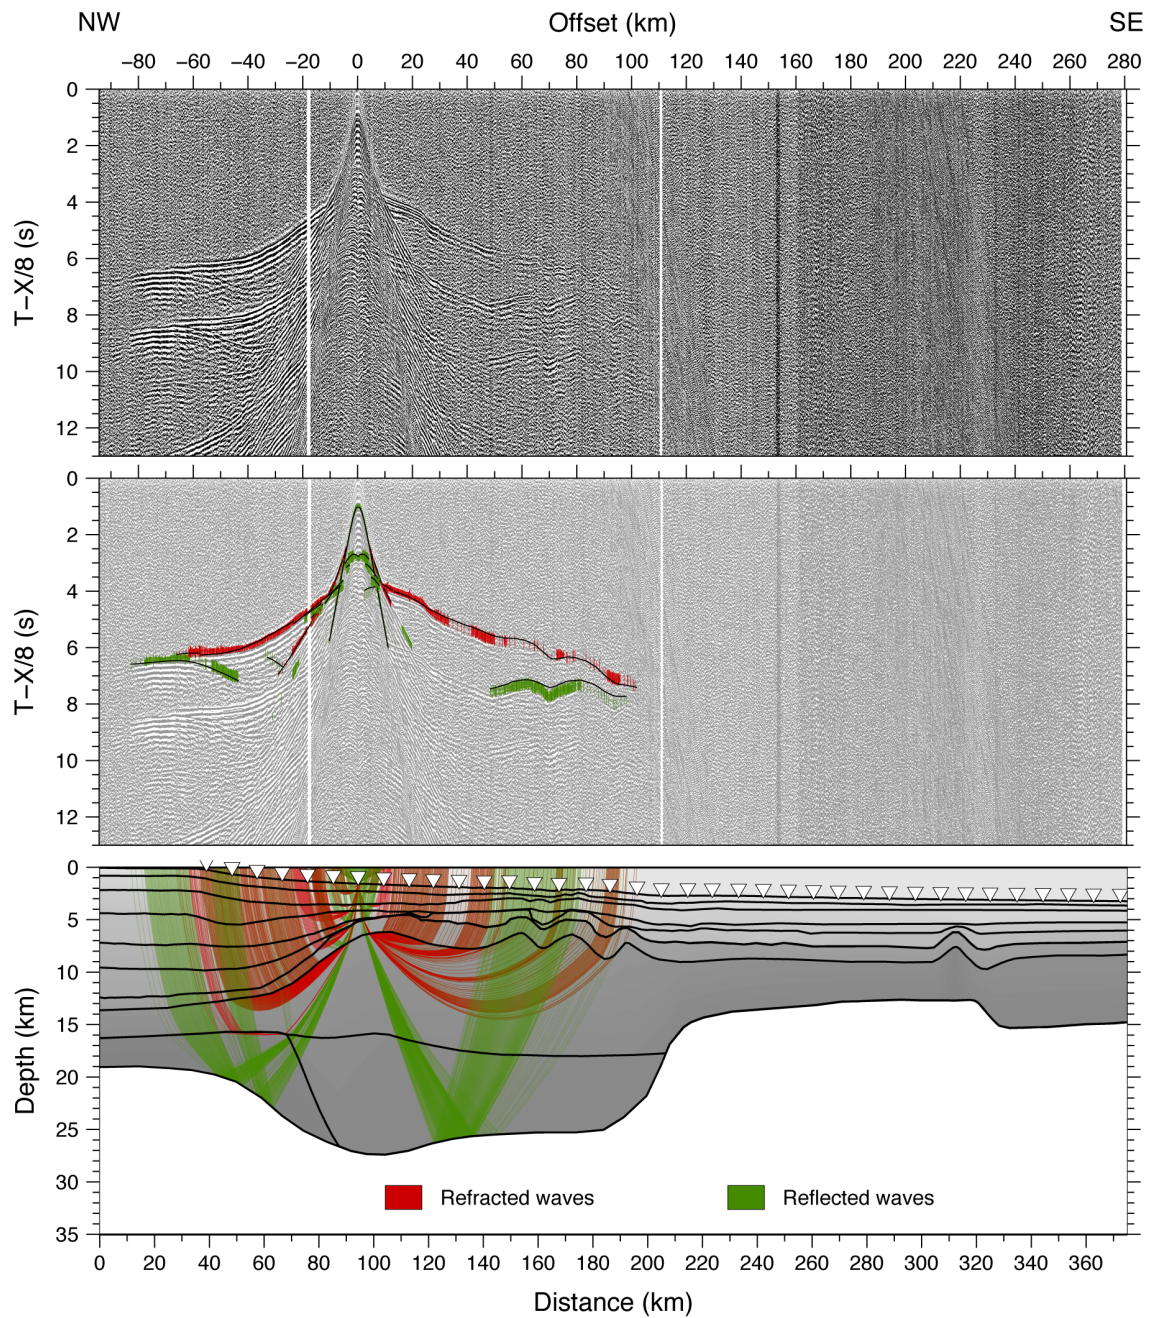 NW Offset (km) SE
−80 −60 −40 −20 0 20 40 60 80 100 120 140 160 180 200 220 240 260 280
0
2
4
6
8
10
12
T−X/8 (s)
0
2
4
6
8
10
12
T−X/8 (s)
0
5
10
15
20
25
30
35
Depth (km)
Refracted waves Reflected waves
0 20 40 60 80 100 120 140 160 180 200 220 240 260 280 300 320 340 360
Distance (km)